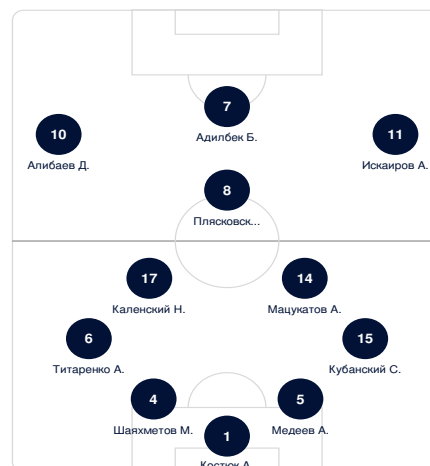 7
Адилбек Б.
10
Алибаев Д.
11
Искаиров А.
8
Плясковск...
17
Каленский Н.
14
Мацукатов А.
6
Титаренко А.
15
Кубанский С.
4
Шаяхметов М.
5
Медеев А.
1
Костюк А.